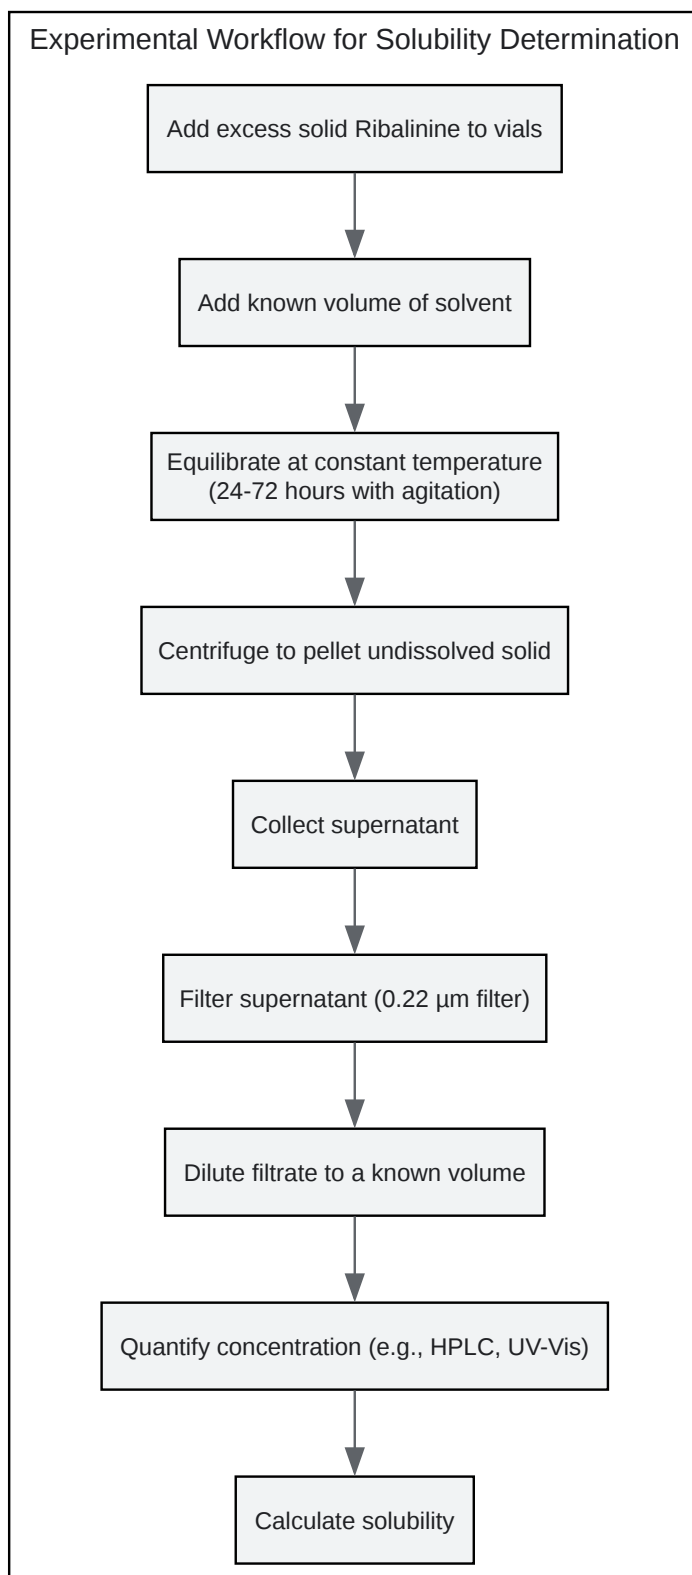 Experimental Workflow for Solubility Determination
Add excess solid Ribalinine to vials
Add known volume of solvent
Equilibrate at constant temperature
(24-72 hours with agitation)
Centrifuge to pellet undissolved solid
Collect supernatant
Filter supernatant (0.22 µm filter)
Dilute filtrate to a known volume
Quantify concentration (e.g., HPLC, UV-Vis)
Calculate solubility